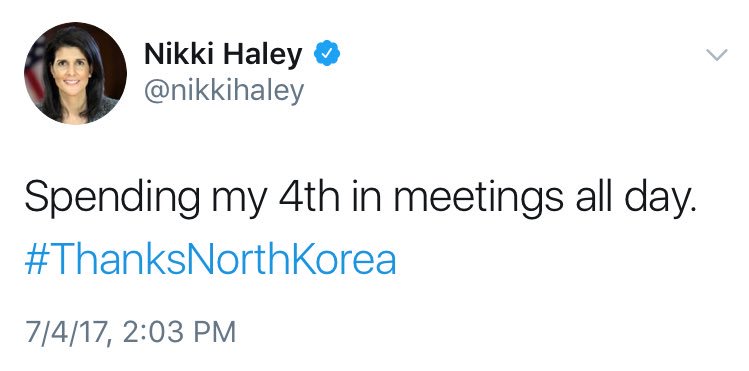 Nikki Haley
@nikkihaley
Spending my 4th in meetings all day.
#ThanksNorthKorea
7/4/17, 2:03 PM